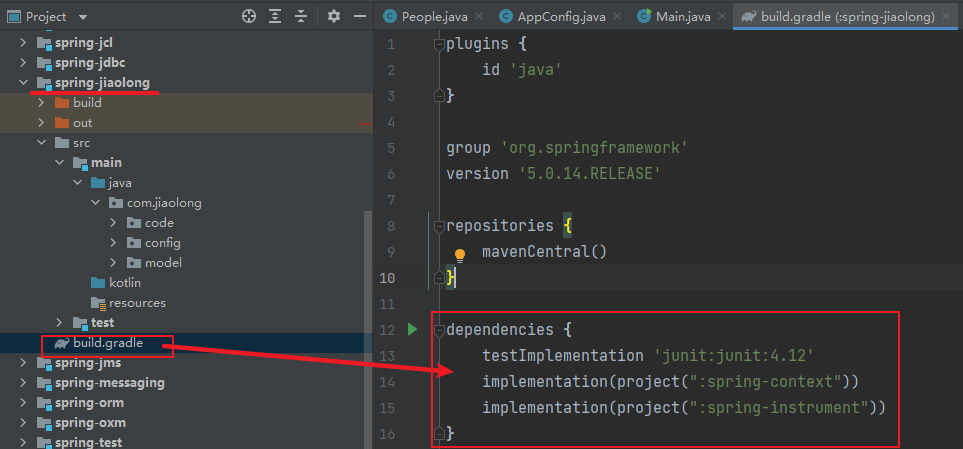 Project
People.java
AppConfig.java
Main.java
build.gradle (:spring-jiaolong)
spring-jcl
spring-jdbc
spring-jiaolong
build
out
src
main
java
com.jiaolong
code
config
model
kotlin
resources
test
build.gradle
spring-jms
spring-messaging
spring-orm
spring-oxm
spring-test
1 plugins {
2 id 'java'
3 }
4
5 group 'org.springframework'
6 version '5.0.14.RELEASE'
7
8 repositories {
9 mavenCentral()
10 }
11
12 dependencies {
13 testImplementation 'junit:junit:4.12'
14 implementation(project(":spring-context"))
15 implementation(project(":spring-instrument"))
16 }